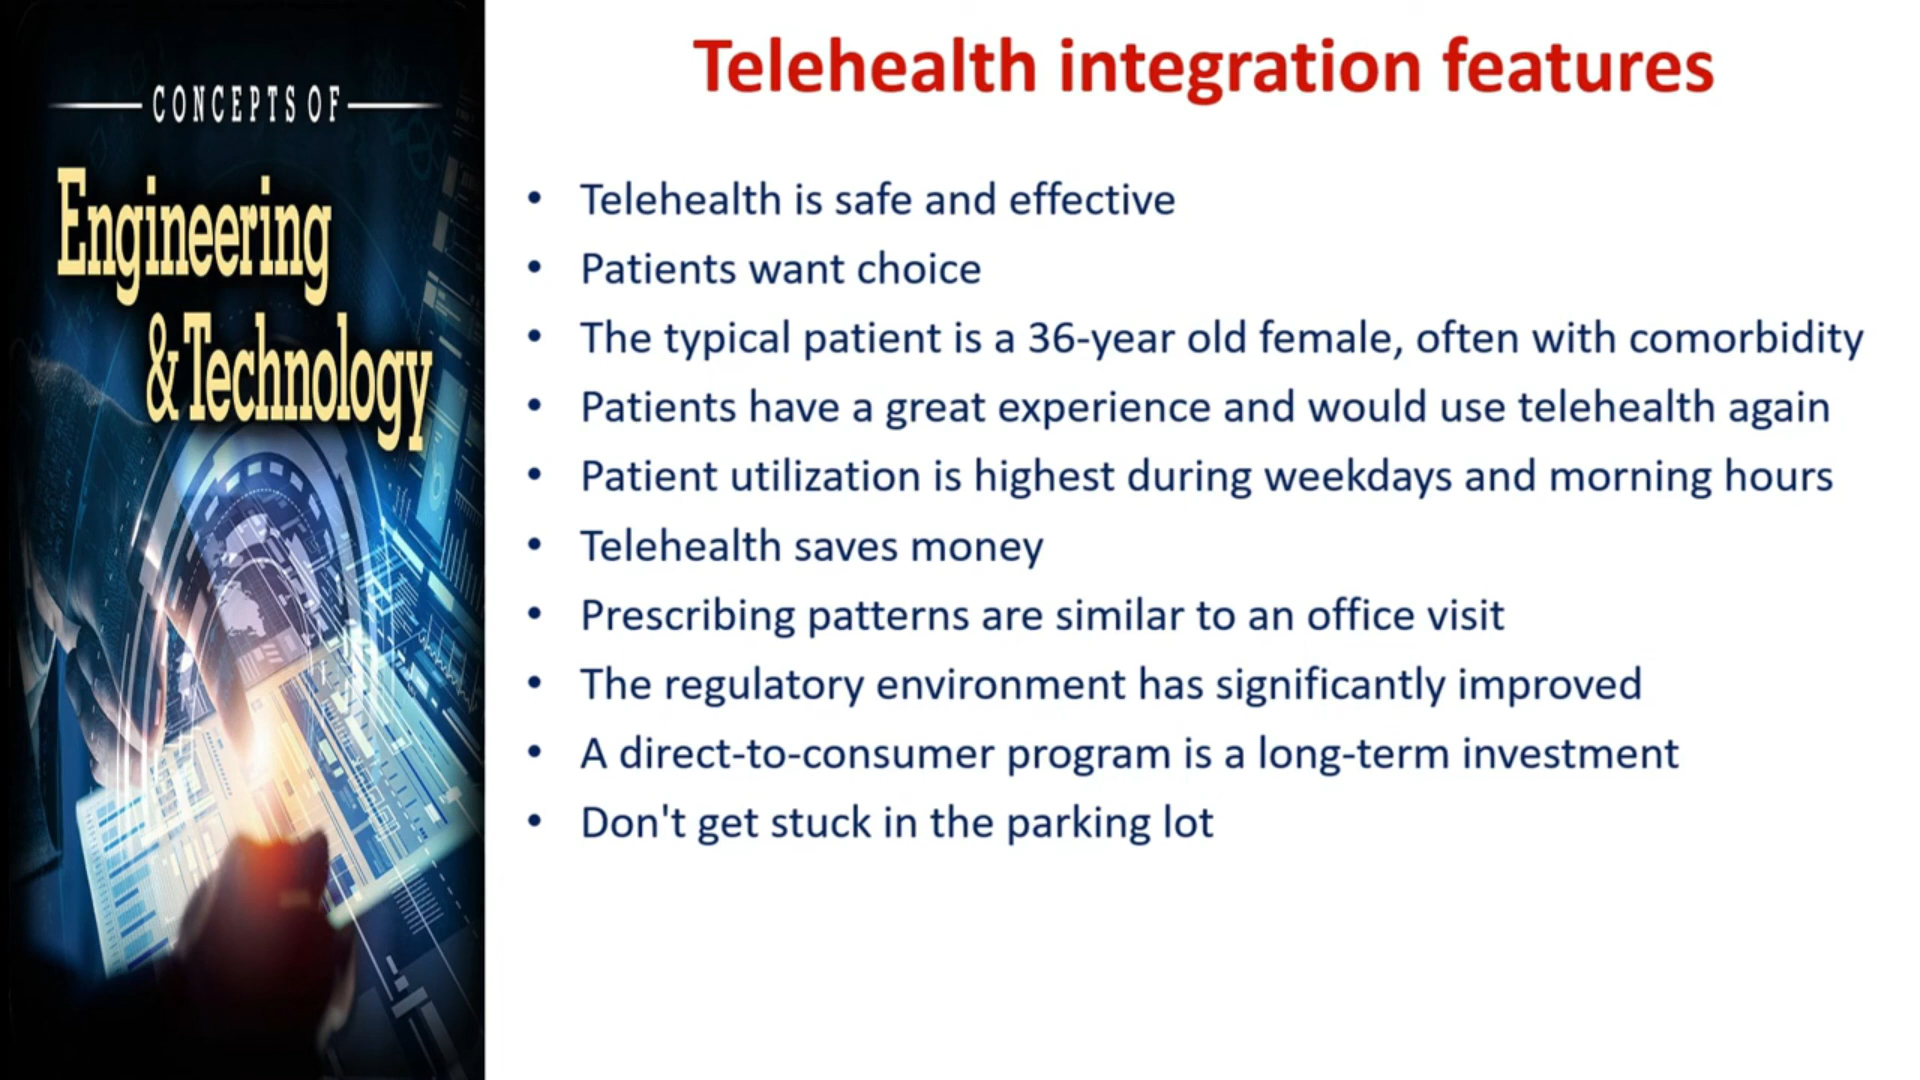 CONCEPTS OF
Engineering
& Technology
Telehealth integration features
• Telehealth is safe and effective
• Patients want choice
• The typical patient is a 36-year old female, often with comorbidity
• Patients have a great experience and would use telehealth again
• Patient utilization is highest during weekdays and morning hours
• Telehealth saves money
• Prescribing patterns are similar to an office visit
• The regulatory environment has significantly improved
• A direct-to-consumer program is a long-term investment
• Don't get stuck in the parking lot